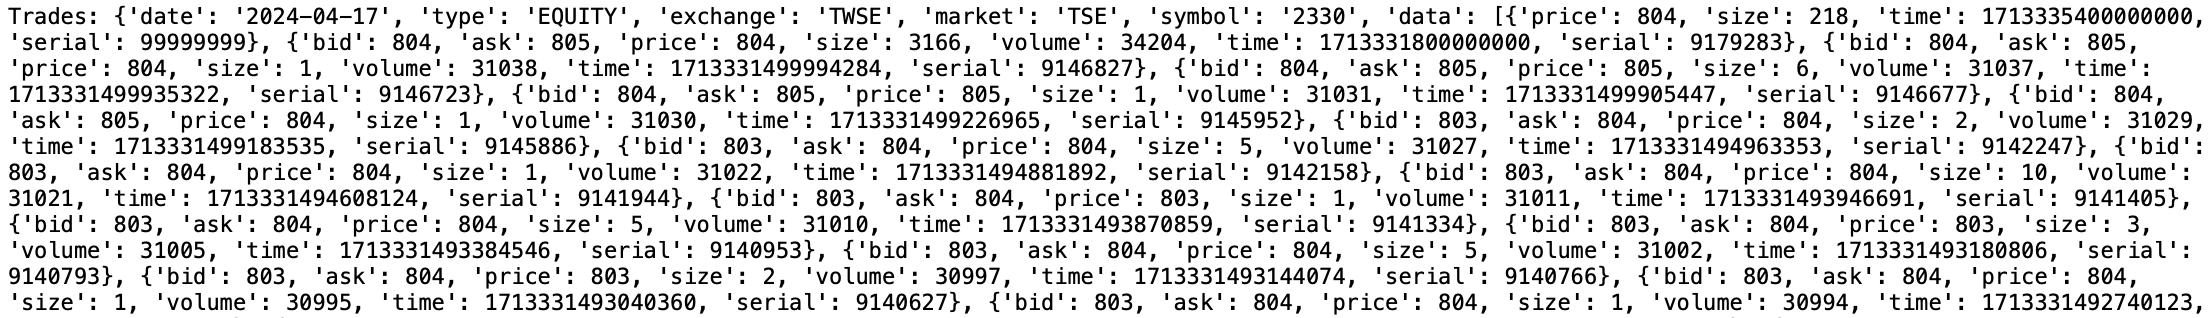 Trades: {'date': '2024-04-17', 'type': 'EQUITY', 'exchange': 'TWSE', 'market': 'TSE', 'symbol': '2330', 'data': [{'price': 804, 'size': 218, 'time': 1713335400000000,
'serial': 99999999}, {'bid': 804, 'ask': 805, 'price': 804, 'size': 3166, 'volume': 34204, 'time': 1713331800000000, 'serial': 9179283}, {'bid': 804, 'ask': 805,
'price': 804, 'size': 1, 'volume': 31038, 'time': 1713331499994284, 'serial': 9146827}, {'bid': 804, 'ask': 805, 'price': 805, 'size': 6, 'volume': 31037, 'time':
1713331499935322, 'serial': 9146723}, {'bid': 804, 'ask': 805, 'price': 805, 'size': 1, 'volume': 31031, 'time': 1713331499905447, 'serial': 9146677}, {'bid': 804,
'ask': 805, 'price': 804, 'size': 1, 'volume': 31030, 'time': 1713331499226965, 'serial': 9145952}, {'bid': 803, 'ask': 804, 'price': 804, 'size': 2, 'volume': 31029,
'time': 1713331499183535, 'serial': 9145886}, {'bid': 803, 'ask': 804, 'price': 804, 'size': 5, 'volume': 31027, 'time': 1713331494963353, 'serial': 9142247}, {'bid':
803, 'ask': 804, 'price': 804, 'size': 1, 'volume': 31022, 'time': 1713331494881892, 'serial': 9142158}, {'bid': 803, 'ask': 804, 'price': 804, 'size': 10, 'volume':
31021, 'time': 1713331494608124, 'serial': 9141944}, {'bid': 803, 'ask': 804, 'price': 803, 'size': 1, 'volume': 31011, 'time': 1713331493946691, 'serial': 9141405},
{'bid': 803, 'ask': 804, 'price': 804, 'size': 5, 'volume': 31010, 'time': 1713331493870859, 'serial': 9141334}, {'bid': 803, 'ask': 804, 'price': 803, 'size': 3,
'volume': 31005, 'time': 1713331493384546, 'serial': 9140953}, {'bid': 803, 'ask': 804, 'price': 804, 'size': 5, 'volume': 31002, 'time': 1713331493180806, 'serial':
9140793}, {'bid': 803, 'ask': 804, 'price': 803, 'size': 2, 'volume': 30997, 'time': 1713331493144074, 'serial': 9140766}, {'bid': 803, 'ask': 804, 'price': 804,
'size': 1, 'volume': 30995, 'time': 1713331493040360, 'serial': 9140627}, {'bid': 803, 'ask': 804, 'price': 804, 'size': 1, 'volume': 30994, 'time': 1713331492740123,